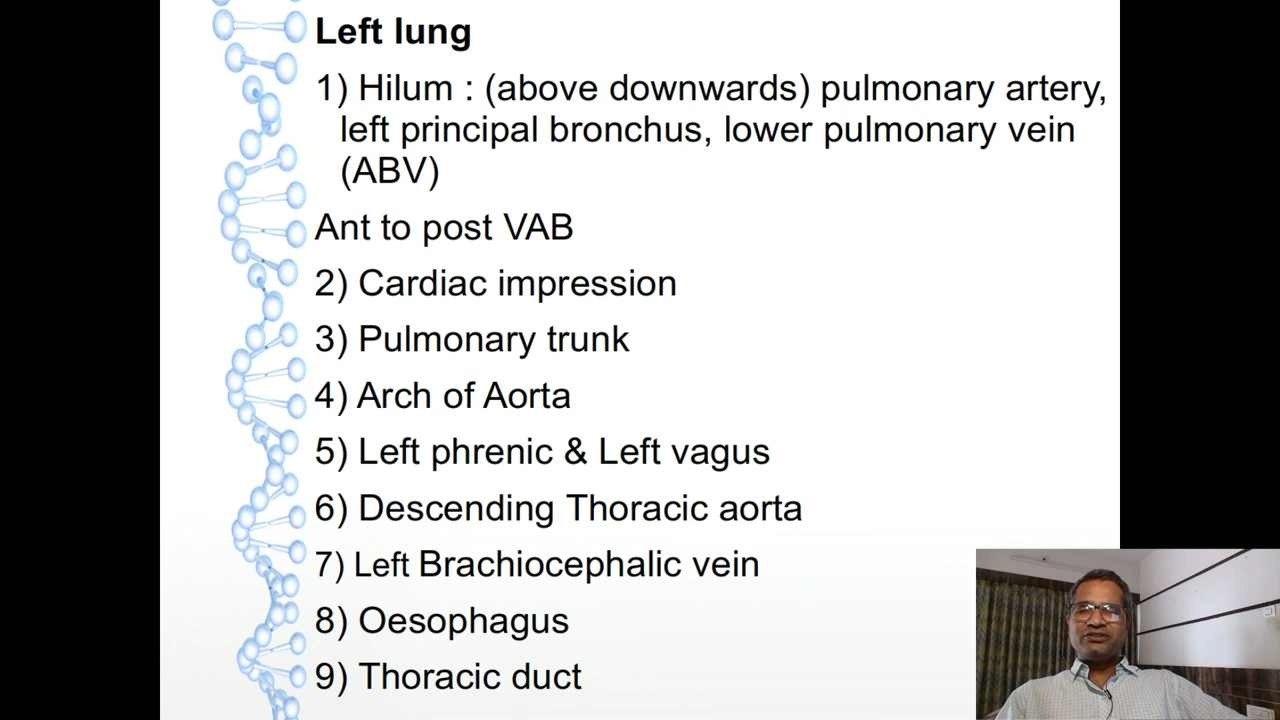 Left lung
1) Hilum : (above downwards) pulmonary artery,
left principal bronchus, lower pulmonary vein
(ABV)
Ant to post VAB
2) Cardiac impression
3) Pulmonary trunk
4) Arch of Aorta
5) Left phrenic & Left vagus
6) Descending Thoracic aorta
7) Left Brachiocephalic vein
8) Oesophagus
9) Thoracic duct